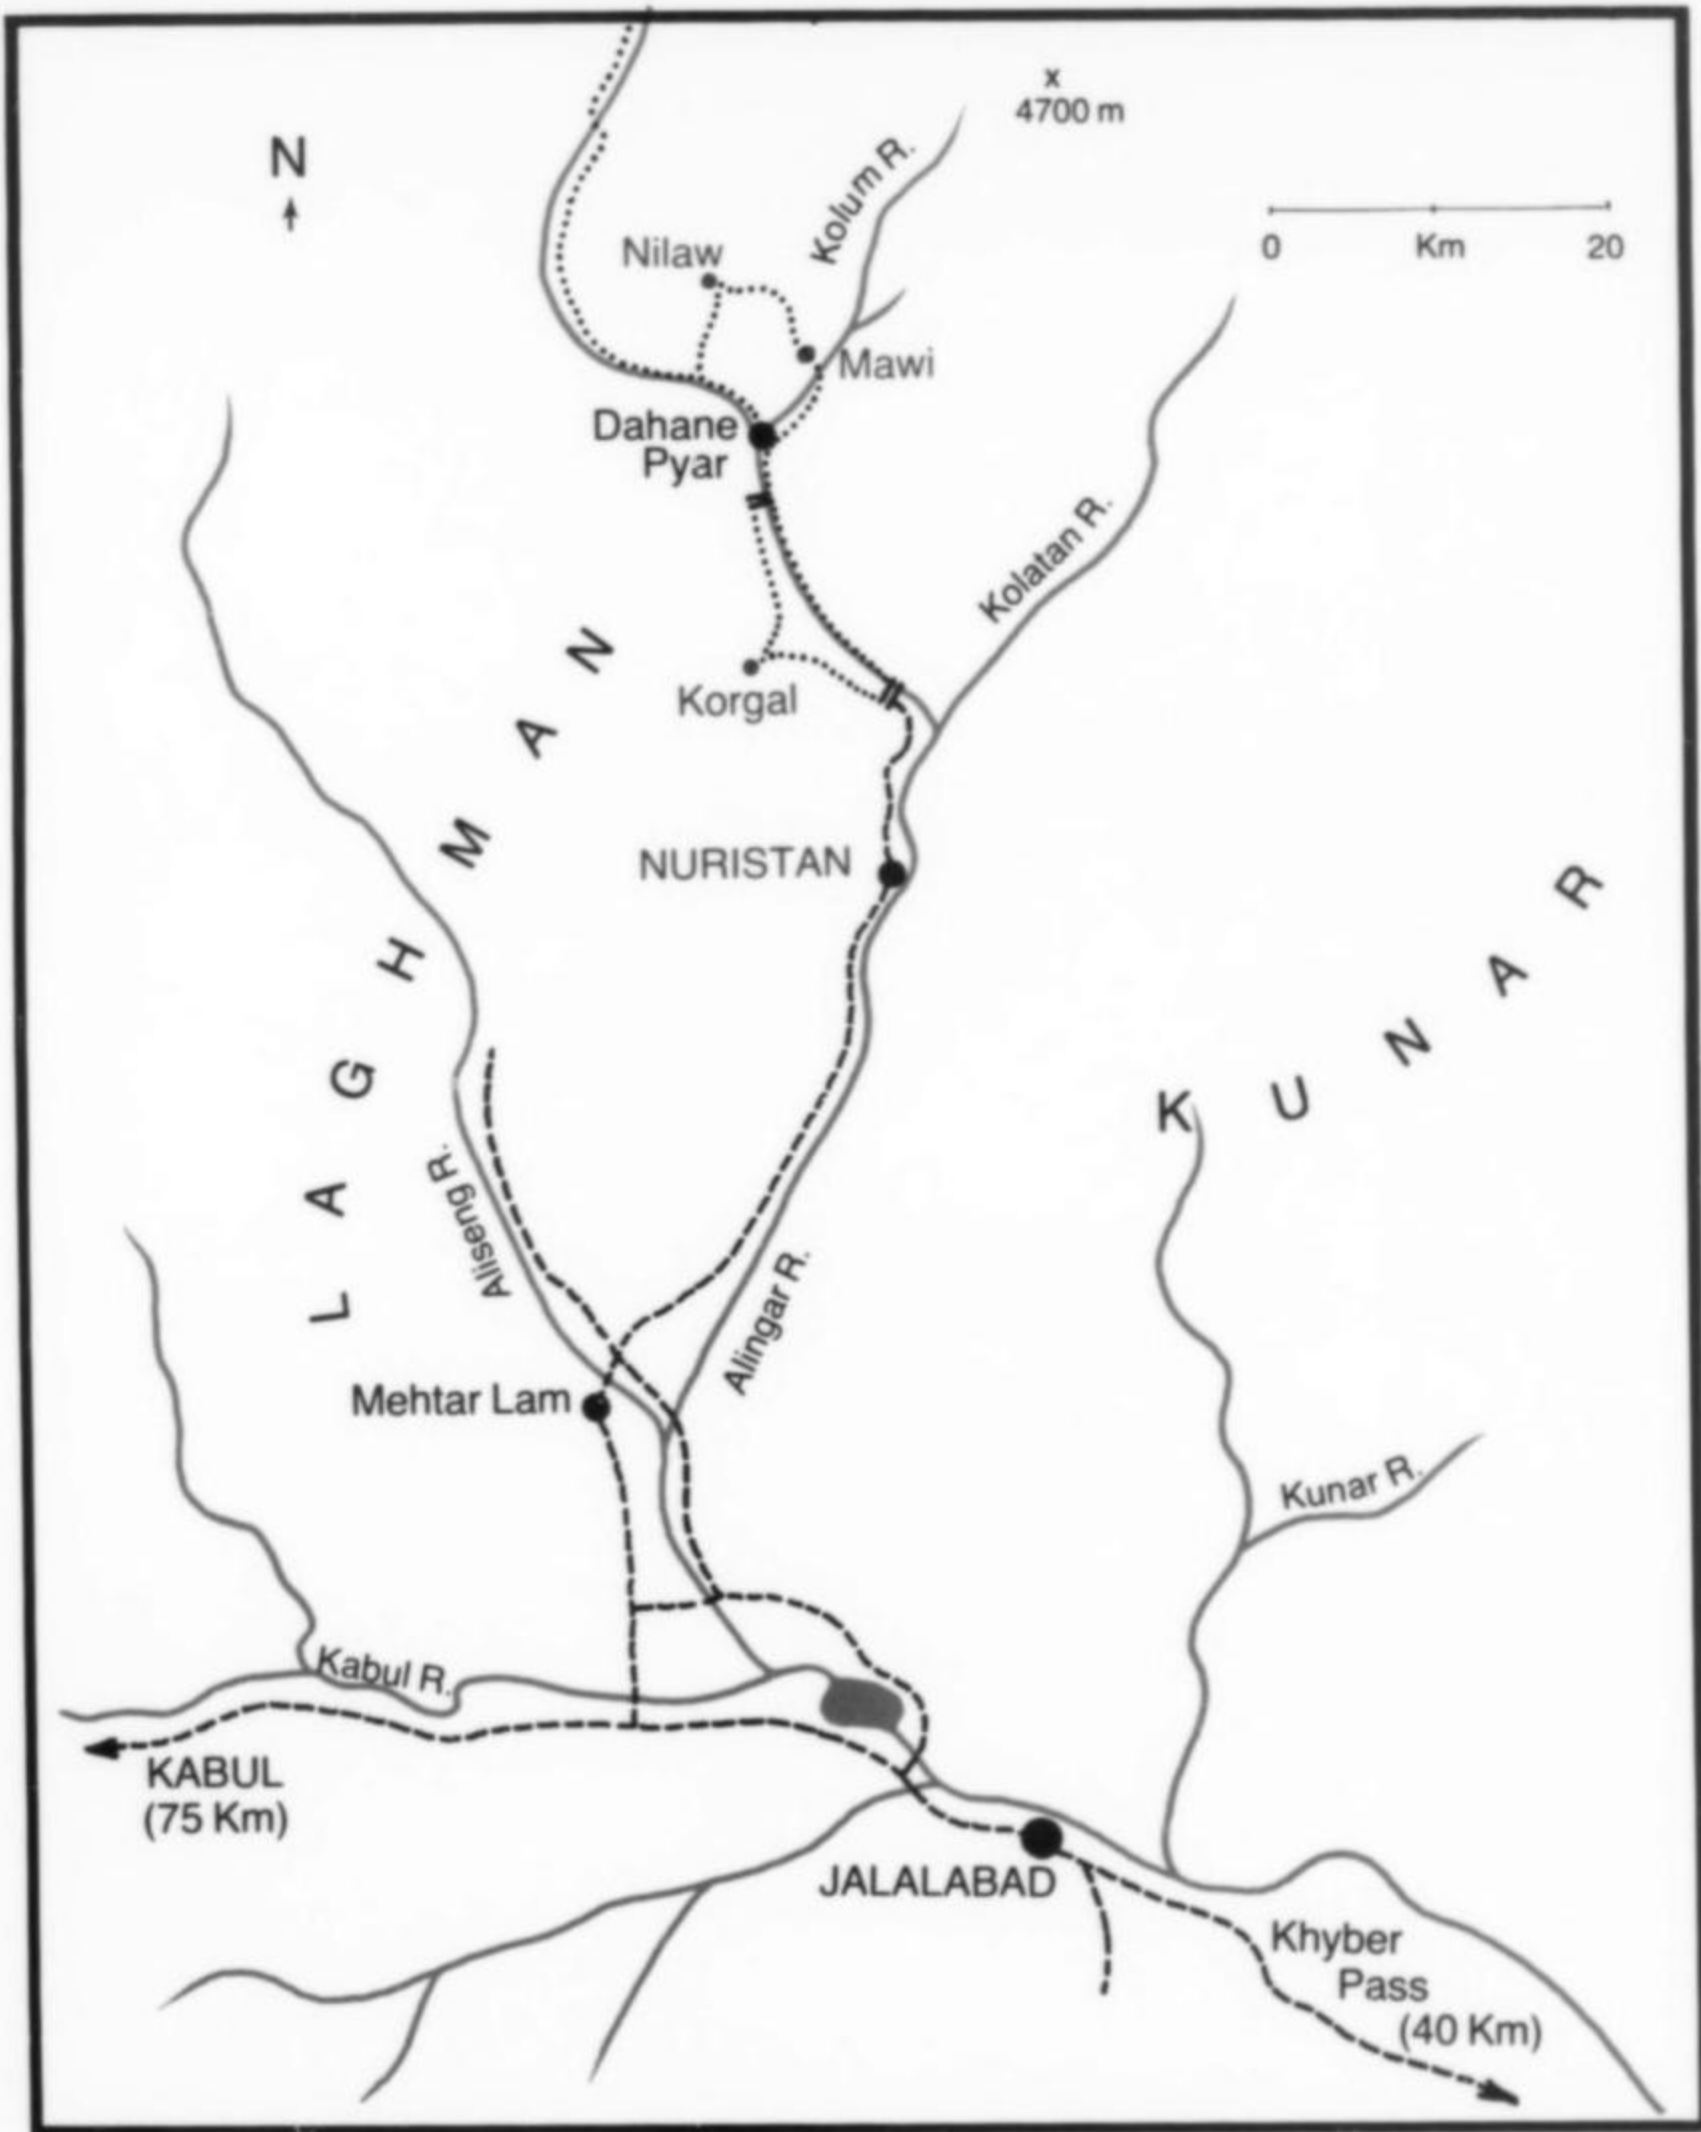 x
4700 m
N
Kolum R.
Nilaw
0 Km 20
Mawi
Dahane
Pyar
Kolatan R.
Korgal
NURISTAN
LAGHMAN
KUNAR
Aliseng R.
Alingar R.
Mehtar Lam
Kunar R.
Kabul R.
KABUL
(75 Km)
JALALABAD
Khyber
Pass
(40 Km)